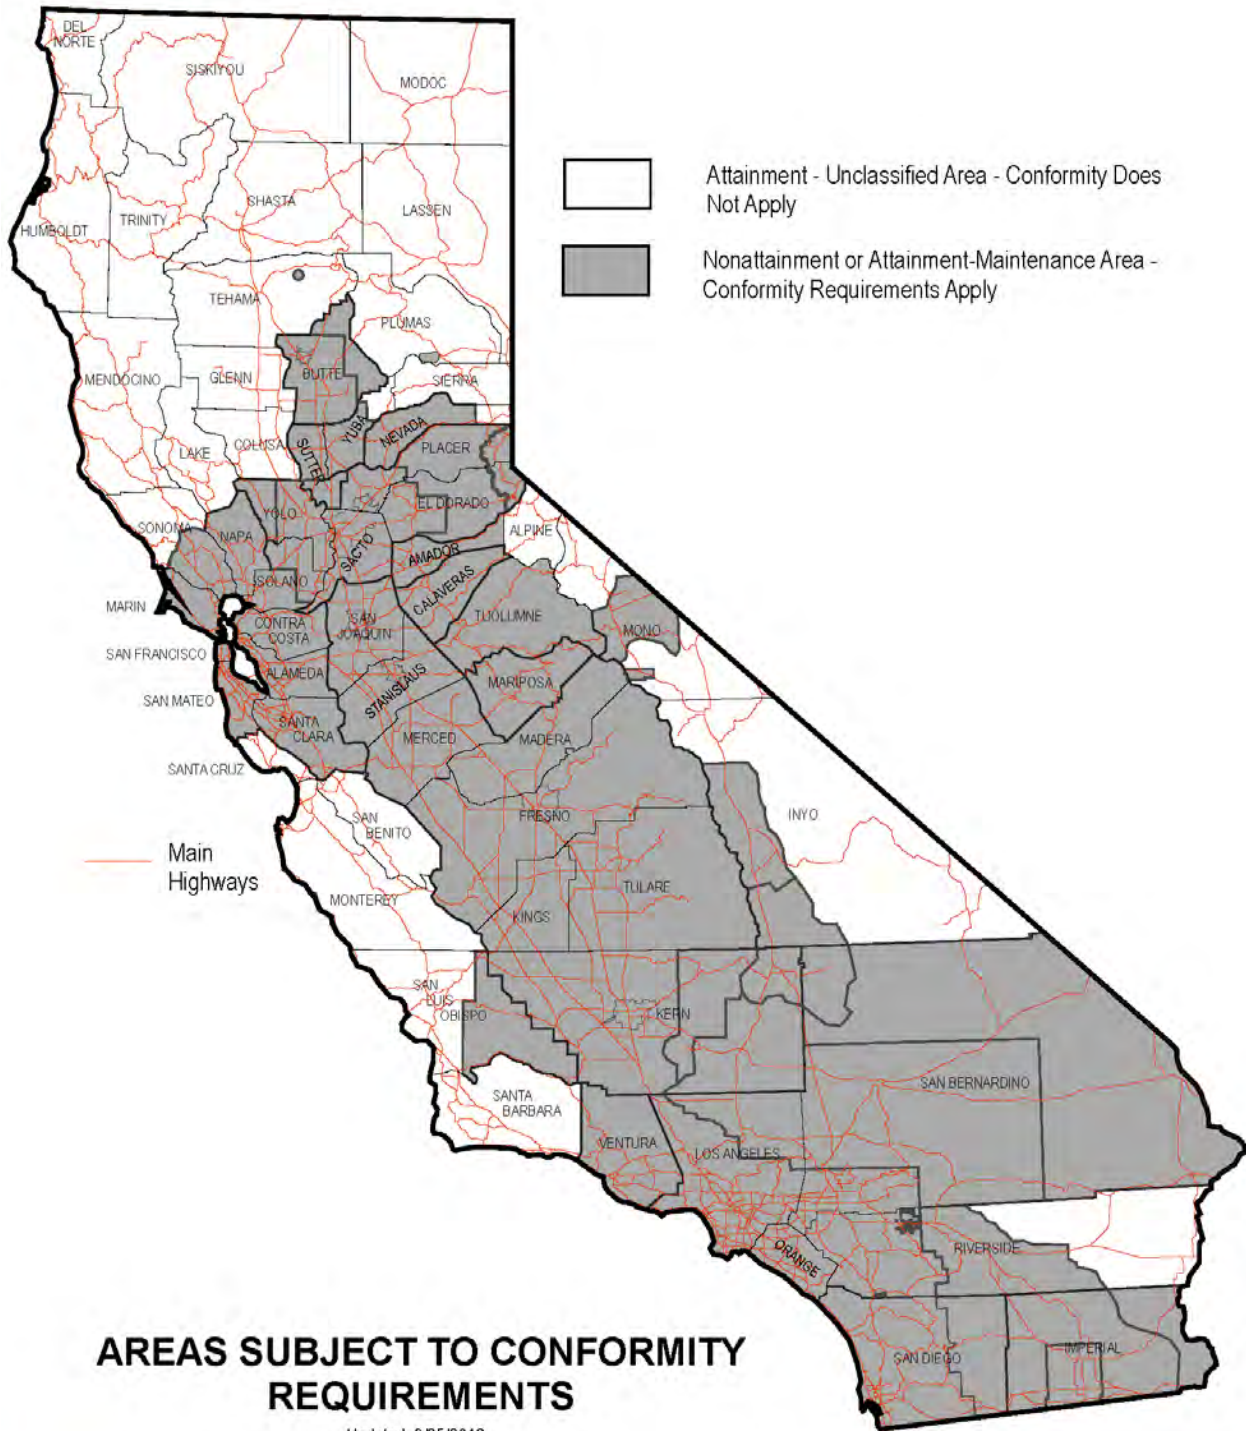 DEL
NORTE
SISKIYOU
MODOC
Attainment - Unclassified Area - Conformity Does
Not Apply
SHASTA
LASSEN
TRINITY
HUMBOLDT
Nonattainment or Attainment-Maintenance Area -
Conformity Requirements Apply
TEHAMA
PLUMAS
MENDOCINO
GLENN
BUTTE
SIERRA
YUBA
NEVADA
COLUSA
SUTTER
PLACER
LAKE
EL DORADO
YOLO
SONOMA
NAPA
ALPINE
SACTO
AMADOR
SOLANO
CALAVERAS
MARIN
CONTRA
COSTA
SAN
JOAQUIN
TUOLUMNE
MONO
SAN FRANCISCO
ALAMEDA
STANISLAUS
MARIPOSA
SAN MATEO
SANTA
CLARA
MERCED
MADERA
SANTA CRUZ
SAN
BENITO
FRESNO
INYO
Main
Highways
TULARE
MONTEREY
KINGS
SAN
LUIS
OBISPO
KERN
SANTA
BARBARA
SAN BERNARDINO
VENTURA
LOS ANGELES
ORANGE
RIVERSIDE
AREAS SUBJECT TO CONFORMITY
REQUIREMENTS
SAN DIEGO
IMPERIAL